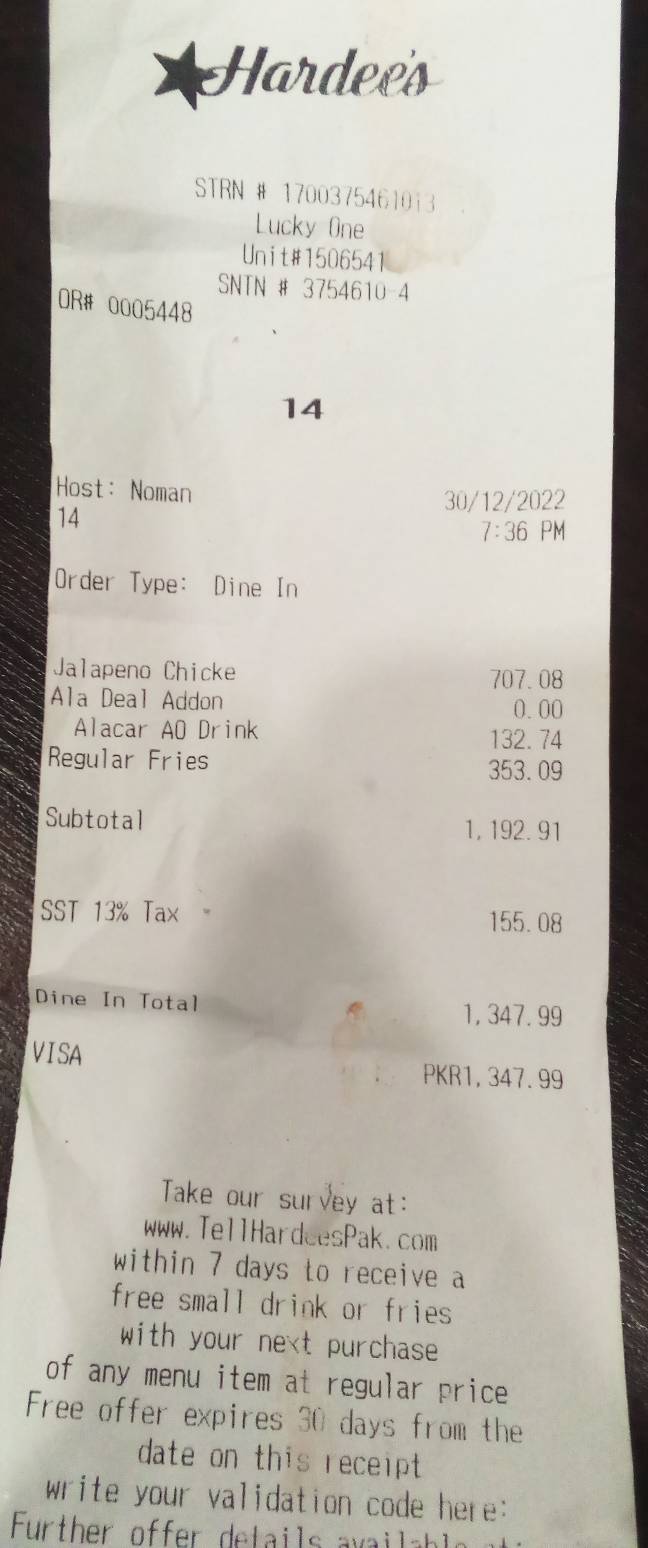 Hardee's
STRN # 1700375461013
Lucky One
Unit#1506541
SNTN # 3754610-4
OR# 0005448
14
Host: Noman 30/12/2022
14 7:36 PM
Order Type: Dine In
Jalapeno Chicke 707.08
Ala Deal Addon 0.00
Alacar AO Drink 132.74
Regular Fries 353.09
Subtotal 1,192.91
SST 13% Tax 155.08
Dine In Total 1,347.99
VISA PKR1,347.99
Take our survey at:
www.TellHardeesPak.com
within 7 days to receive a
free small drink or fries
with your next purchase
of any menu item at regular price
Free offer expires 30 days from the
date on this receipt
write your validation code here:
Further offer details available at: